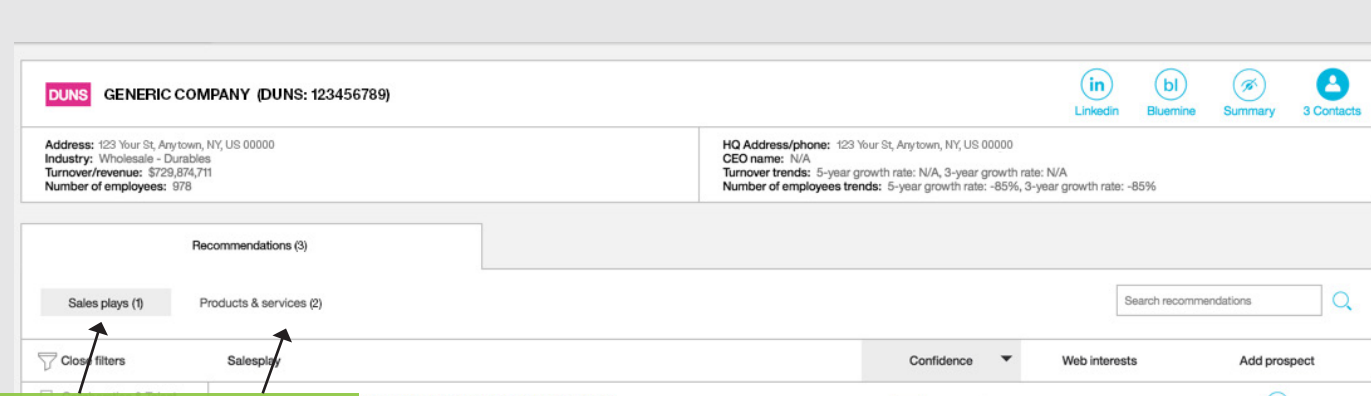 DUNS GENERIC COMPANY (DUNS: 123456789)
in bl
Linkedin Bluemine Summary 3 Contacts
Address: 123 Your St, Anytown, NY, US 00000
Industry: Wholesale - Durables
Turnover/revenue: $729,874,711
Number of employees: 978
HQ Address/phone: 123 Your St, Anytown, NY, US 00000
CEO name: N/A
Turnover trends: 5-year growth rate: N/A, 3-year growth rate: N/A
Number of employees trends: 5-year growth rate: -85%, 3-year growth rate: -85%
Recommendations (3)
Sales plays (1) Products & services (2) Search recommendations
Close filters Salesplay Confidence Web interests Add prospect